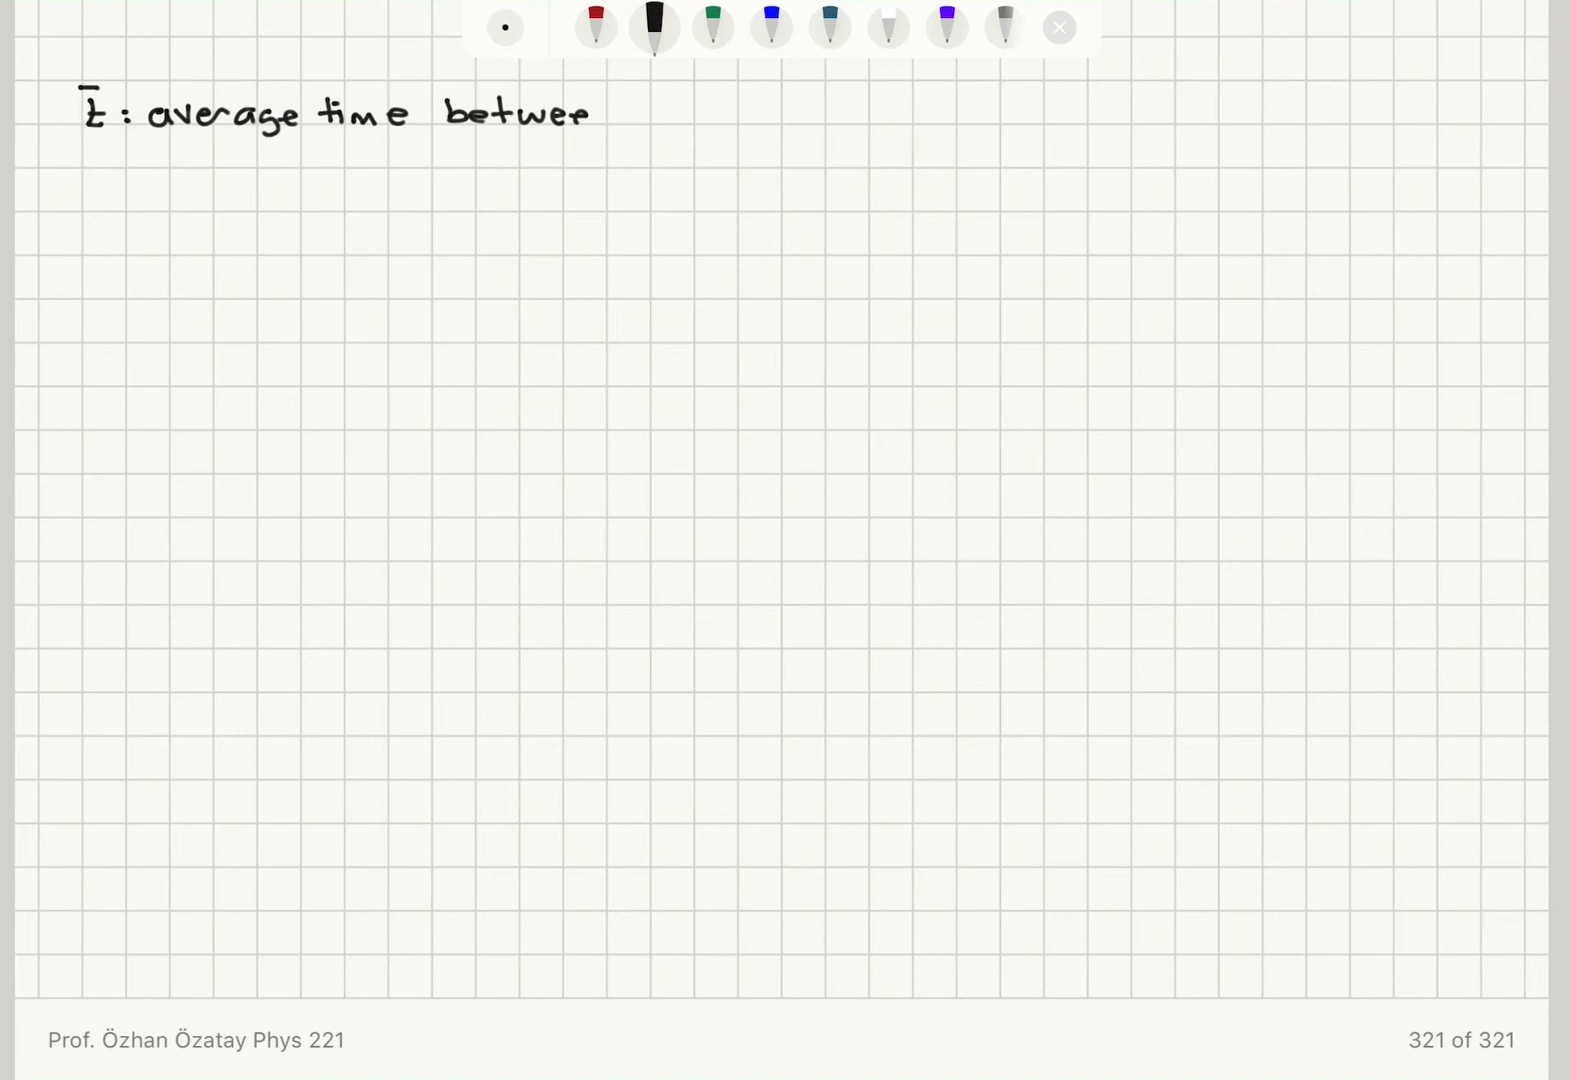 t̄ : average time betwee
Prof. Özhan Özatay Phys 221
321 of 321